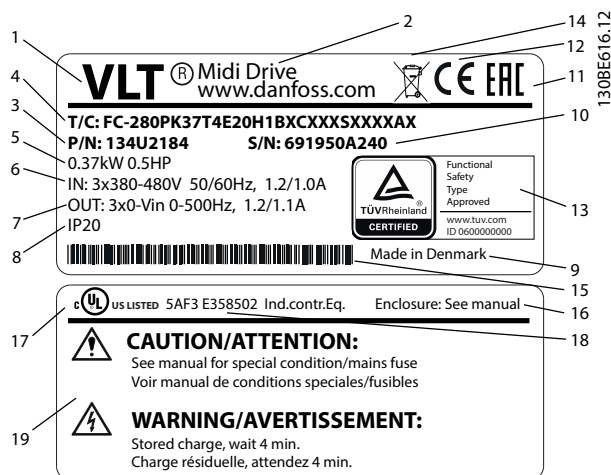 1
2
14
12
11
130BE616.12
VLT ® Midi Drive
www.danfoss.com
CE EAC
4
T/C: FC-280PK37T4E20H1BXCXXXSXXXXAX
3
P/N: 134U2184 S/N: 691950A240
10
5
0.37kW 0.5HP
6
IN: 3x380-480V 50/60Hz, 1.2/1.0A
7
OUT: 3x0-Vin 0-500Hz, 1.2/1.1A
8
IP20
TÜVRheinland ®
CERTIFIED
Functional
Safety
Type
Approved
www.tuv.com
ID 0600000000
13
Made in Denmark
9
15
17
c UL US LISTED 5AF3 E358502 Ind.contr.Eq. Enclosure: See manual
16
18
CAUTION/ATTENTION:
See manual for special condition/mains fuse
Voir manual de conditions speciales/fusibles
19
WARNING/AVERTISSEMENT:
Stored charge, wait 4 min.
Charge résiduelle, attendez 4 min.